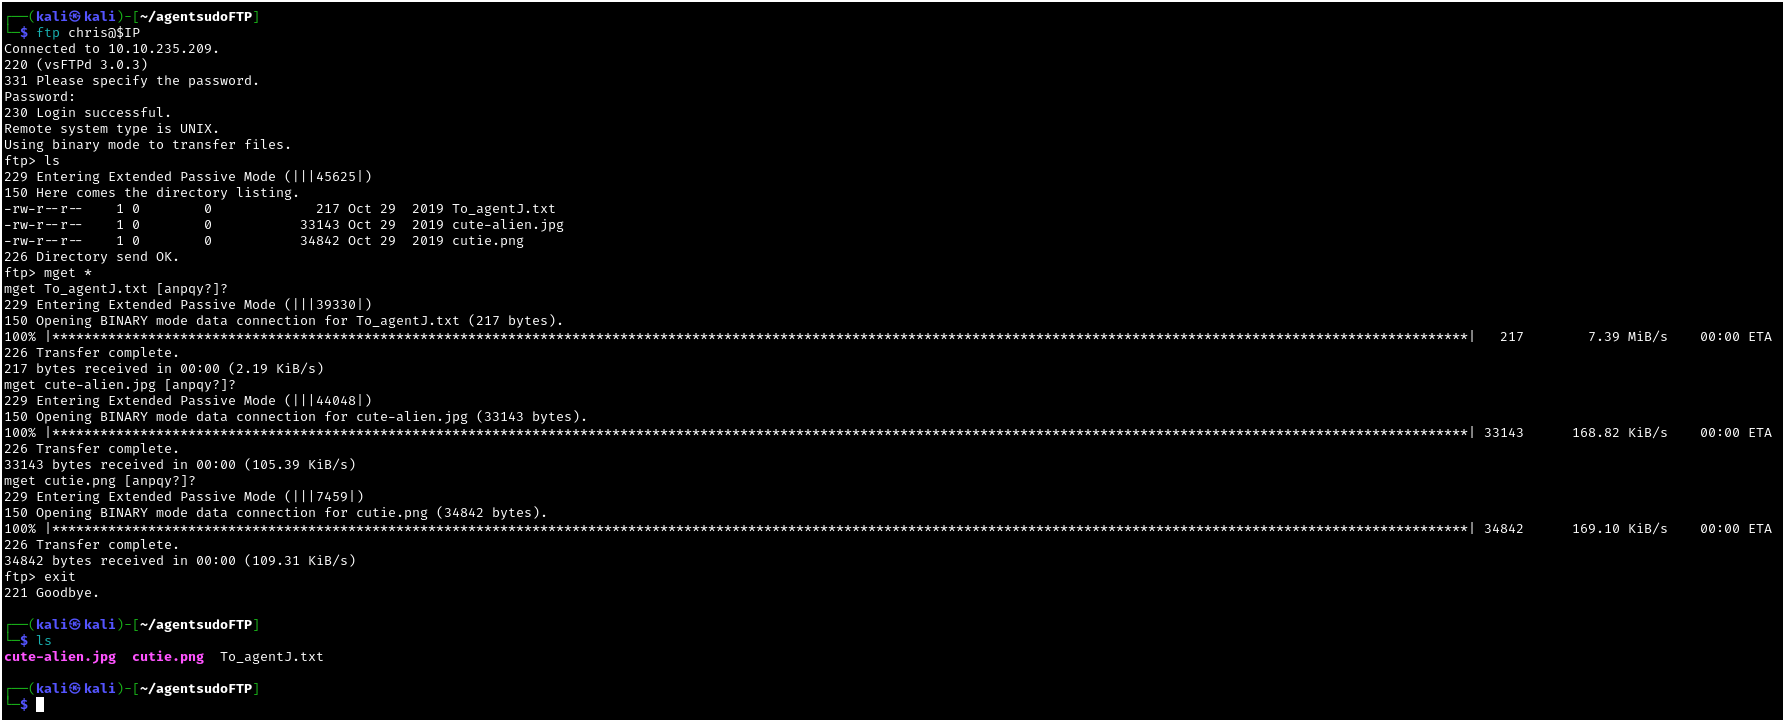 ┌──(kali㉿kali)-[~/agentsudoFTP]
└─$ ftp chris@$IP
Connected to 10.10.235.209.
220 (vsFTPd 3.0.3)
331 Please specify the password.
Password:
230 Login successful.
Remote system type is UNIX.
Using binary mode to transfer files.
ftp> ls
229 Entering Extended Passive Mode (|||45625|)
150 Here comes the directory listing.
-rw-r--r--    1 0        0             217 Oct 29  2019 To_agentJ.txt
-rw-r--r--    1 0        0           33143 Oct 29  2019 cute-alien.jpg
-rw-r--r--    1 0        0           34842 Oct 29  2019 cutie.png
226 Directory send OK.
ftp> mget *
mget To_agentJ.txt [anpqy?]?
229 Entering Extended Passive Mode (|||39330|)
150 Opening BINARY mode data connection for To_agentJ.txt (217 bytes).
100% |*********************************************************************************************************************************************************************************|   217        7.39 MiB/s    00:00 ETA
226 Transfer complete.
217 bytes received in 00:00 (2.19 KiB/s)
mget cute-alien.jpg [anpqy?]?
229 Entering Extended Passive Mode (|||44048|)
150 Opening BINARY mode data connection for cute-alien.jpg (33143 bytes).
100% |*********************************************************************************************************************************************************************************| 33143      168.82 KiB/s    00:00 ETA
226 Transfer complete.
33143 bytes received in 00:00 (105.39 KiB/s)
mget cutie.png [anpqy?]?
229 Entering Extended Passive Mode (|||7459|)
150 Opening BINARY mode data connection for cutie.png (34842 bytes).
100% |*********************************************************************************************************************************************************************************| 34842      169.10 KiB/s    00:00 ETA
226 Transfer complete.
34842 bytes received in 00:00 (109.31 KiB/s)
ftp> exit
221 Goodbye.
┌──(kali㉿kali)-[~/agentsudoFTP]
└─$ ls
cute-alien.jpg  cutie.png  To_agentJ.txt
┌──(kali㉿kali)-[~/agentsudoFTP]
└─$